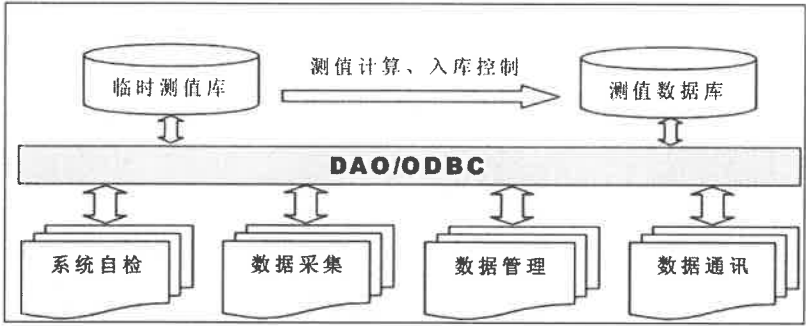 测值计算、入库控制
临时测值库
测值数据库
DAO/ODBC
系统自检
数据采集
数据管理
数据通讯